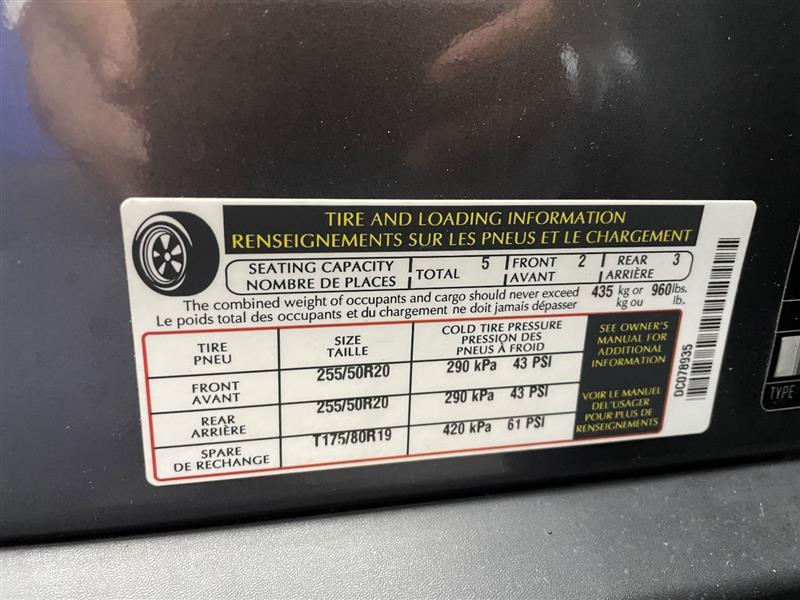 TIRE AND LOADING INFORMATION
RENSEIGNEMENTS SUR LES PNEUS ET LE CHARGEMENT
SEATING CAPACITY
NOMBRE DE PLACES
TOTAL 5
FRONT 2
AVANT
REAR 3
ARRIÈRE
The combined weight of occupants and cargo should never exceed 435 kg or 960lbs.
Le poids total des occupants et du chargement ne doit jamais dépasser kg ou lb.
TIRE
PNEU
SIZE
TAILLE
COLD TIRE PRESSURE
PRESSION DES
PNEUS À FROID
FRONT
AVANT
255/50R20
290 kPa 43 PSI
REAR
ARRIÈRE
255/50R20
290 kPa 43 PSI
SPARE
DE RECHANGE
T175/80R19
420 kPa 61 PSI
SEE OWNER'S
MANUAL FOR
ADDITIONAL
INFORMATION
VOIR LE MANUEL
DEL'USAGER
POUR PLUS DE
RENSEIGNEMENTS
DC078935
TYPE